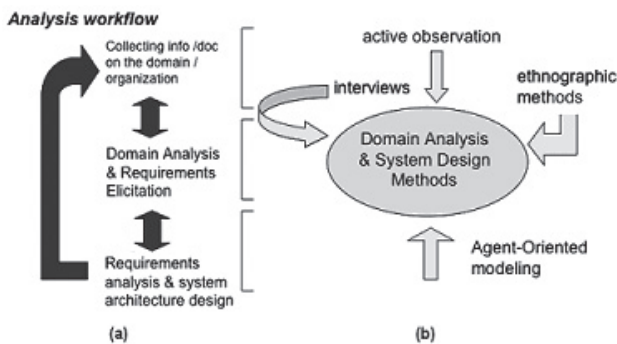 Analysis workflow
Collecting info /doc
on the domain /
organization
Domain Analysis
& Requirements
Elicitation
Requirements
analysis & system
architecture design
(a)
active observation
interviews
ethnographic
methods
Domain Analysis
& System Design
Methods
Agent-Oriented
modeling
(b)